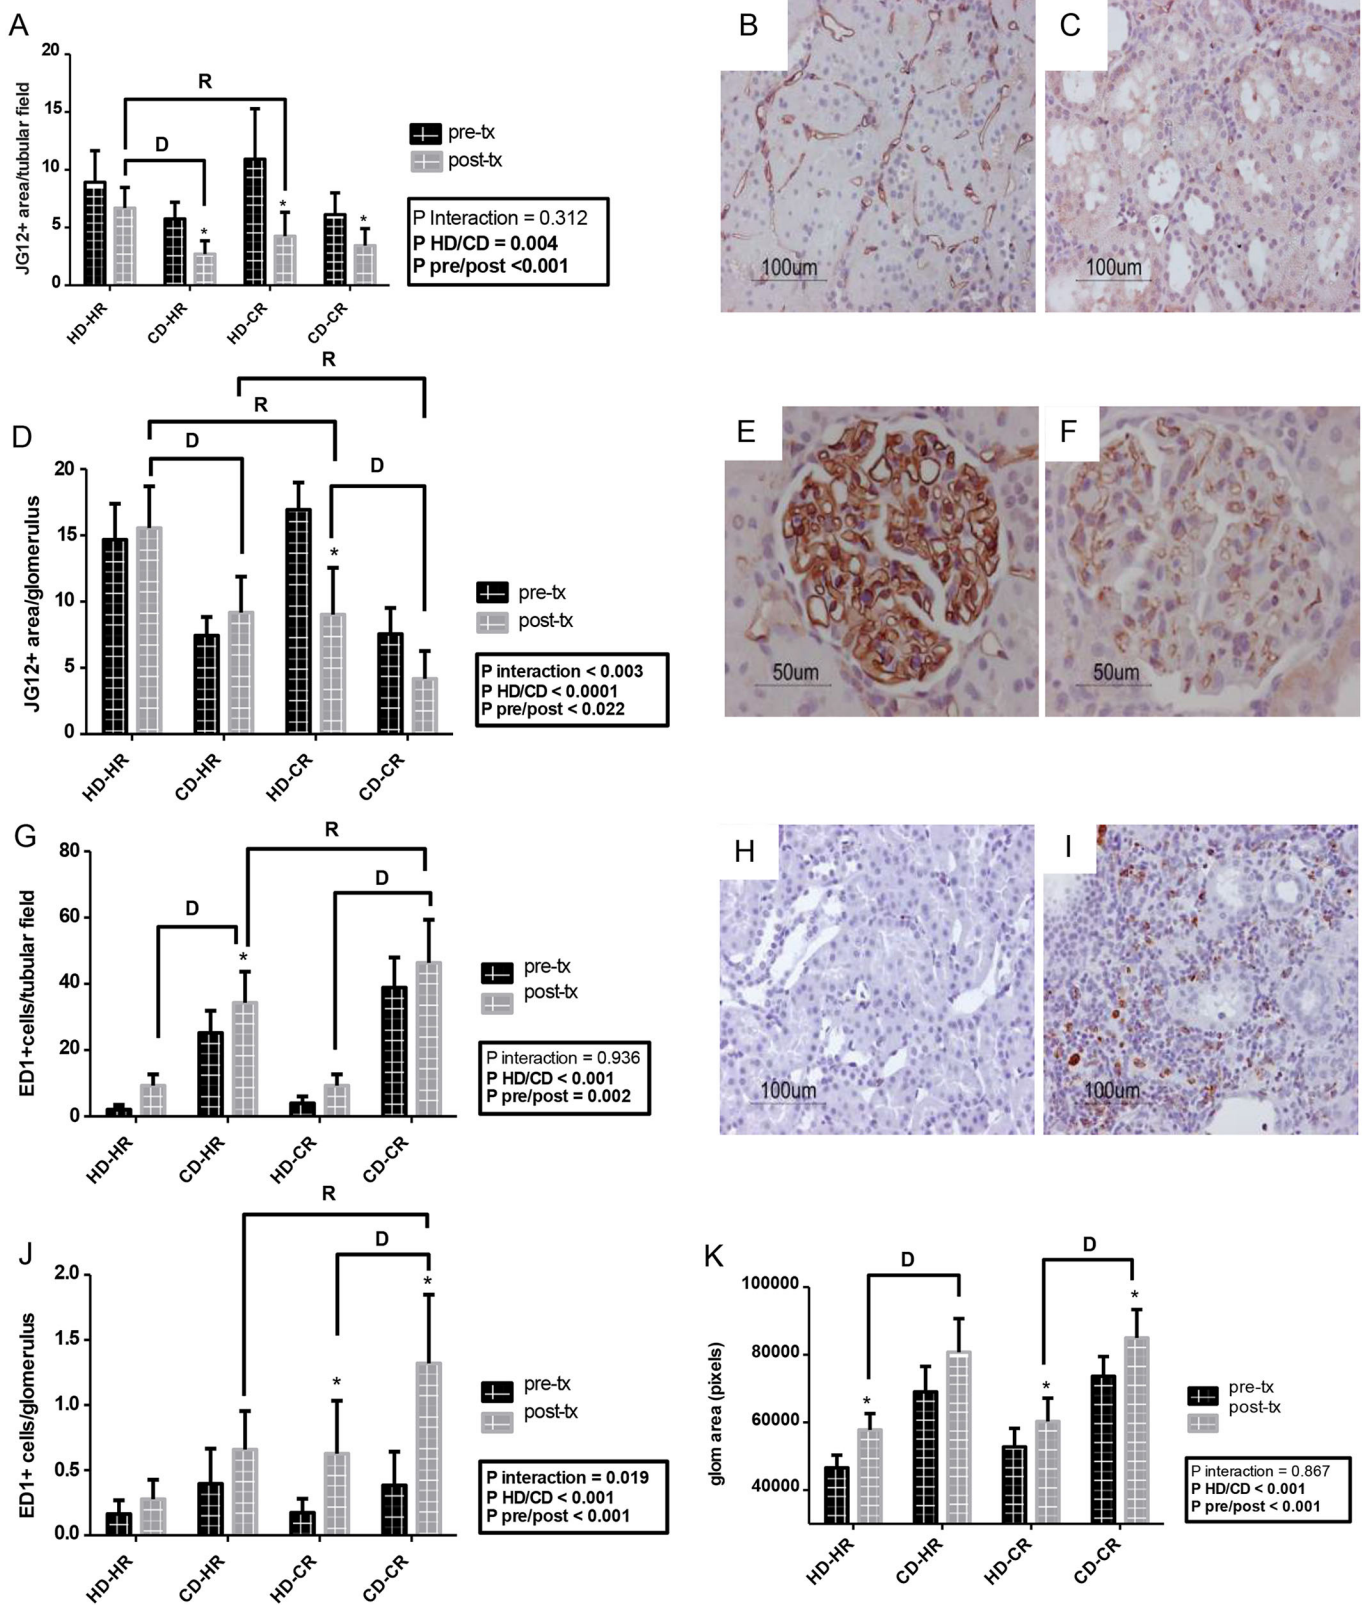 A
JG12+ area/tubular field
20
15
10
5
0
R
D
*
*
*
HD-HR
CD-HR
HD-CR
CD-CR
pre-tx
post-tx
P Interaction = 0.312
P HD/CD = 0.004
P pre/post <0.001
B
100um
C
100um
D
JG12+ area/glomerulus
20
15
10
5
0
R
R
D
D
*
HD-HR
CD-HR
HD-CR
CD-CR
pre-tx
post-tx
P interaction < 0.003
P HD/CD < 0.0001
P pre/post < 0.022
E
50um
F
50um
G
ED1+cells/tubular field
80
60
40
20
0
R
D
D
*
HD-HR
CD-HR
HD-CR
CD-CR
pre-tx
post-tx
P interaction = 0.936
P HD/CD < 0.001
P pre/post = 0.002
H
100um
I
100um
J
ED1+ cells/glomerulus
2.0
1.5
1.0
0.5
0.0
R
D
*
*
HD-HR
CD-HR
HD-CR
CD-CR
pre-tx
post-tx
P interaction = 0.019
P HD/CD < 0.001
P pre/post < 0.001
K
glom area (pixels)
100000
80000
60000
40000
D
D
*
*
*
HD-HR
CD-HR
HD-CR
CD-CR
pre-tx
post-tx
P interaction = 0.867
P HD/CD < 0.001
P pre/post < 0.001